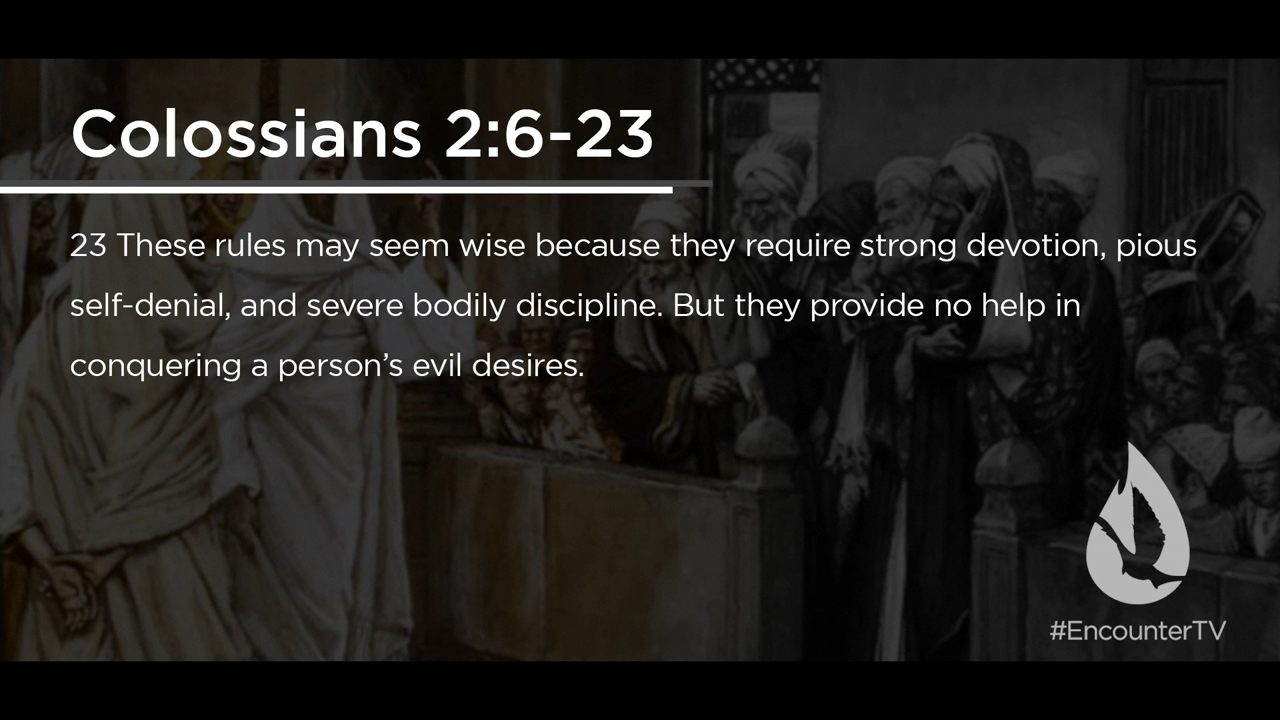 Colossians 2:6-23
23 These rules may seem wise because they require strong devotion, pious
self-denial, and severe bodily discipline. But they provide no help in
conquering a person’s evil desires.
#EncounterTV